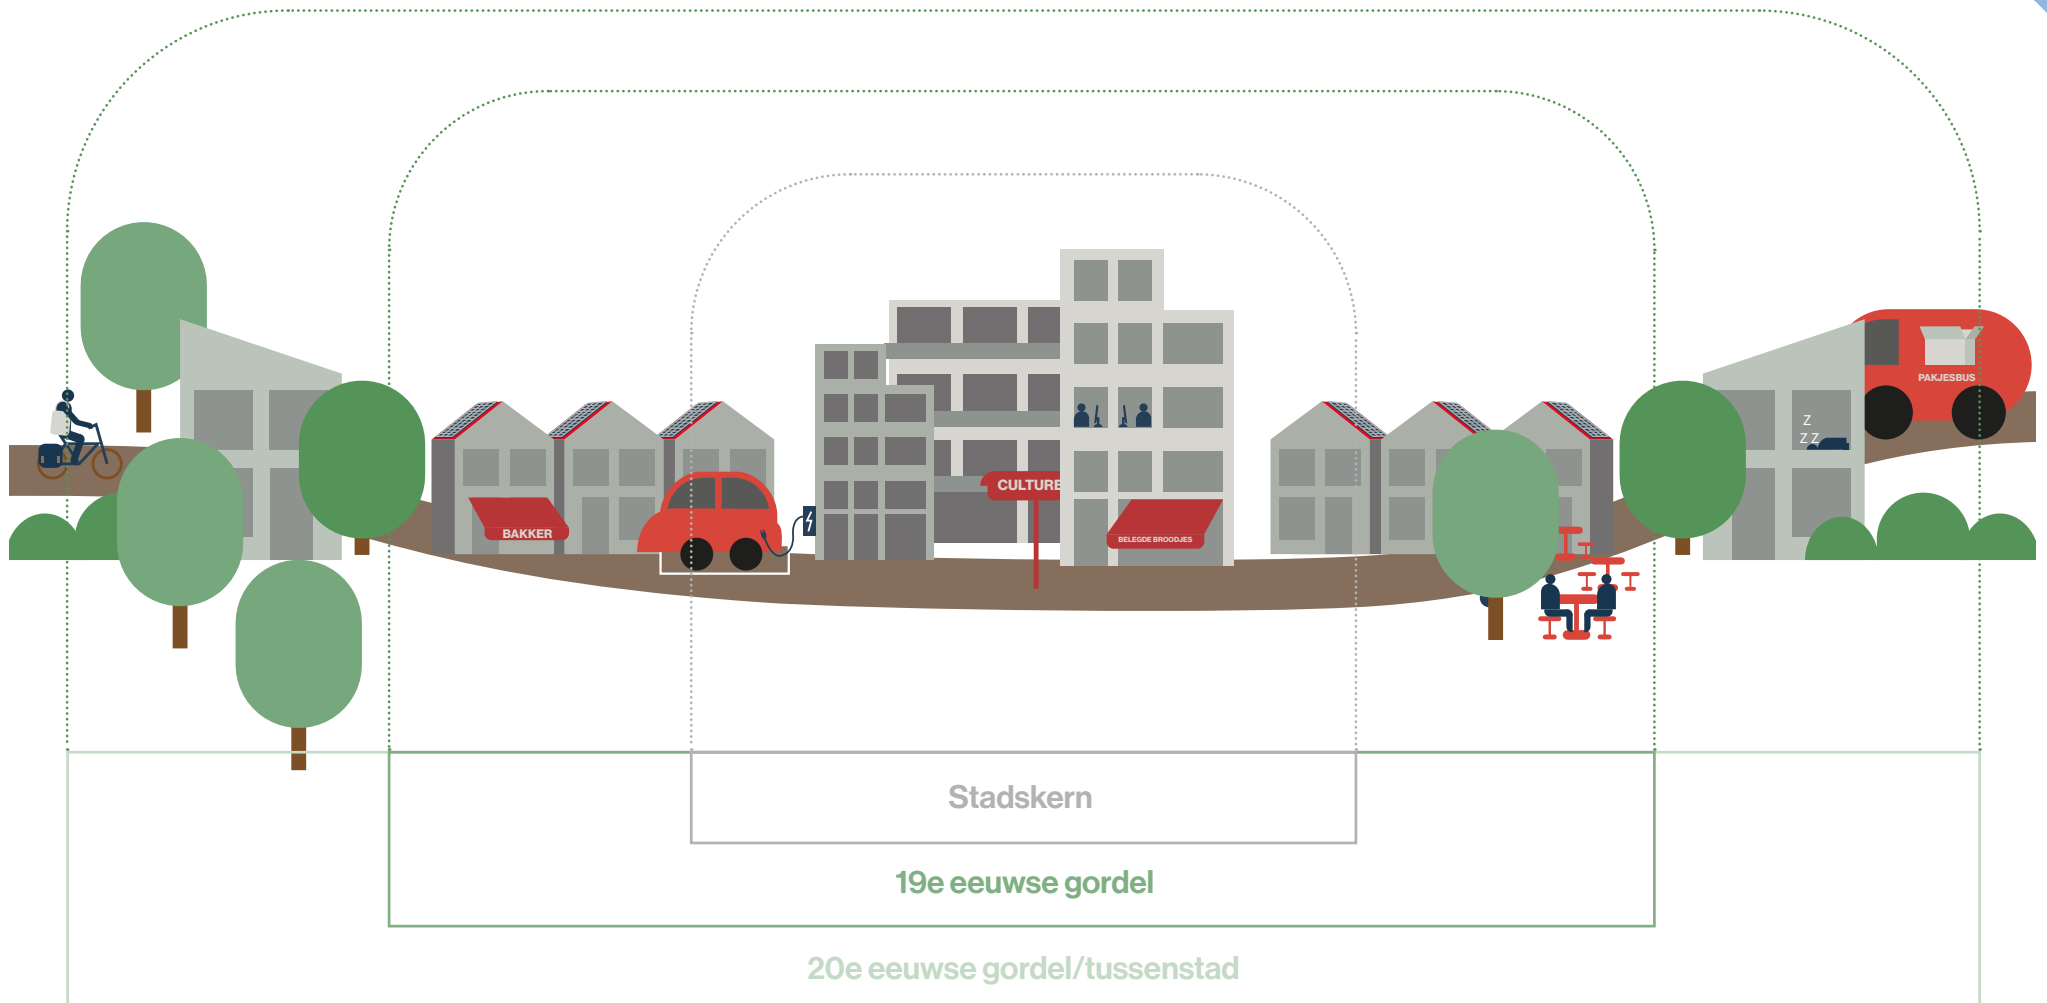 PAKJESBUS
Z
Z Z
CULTURE
BAKKER
BELEGDE BROODJES
Stadskern
19e eeuwse gordel
20e eeuwse gordel/tussenstad